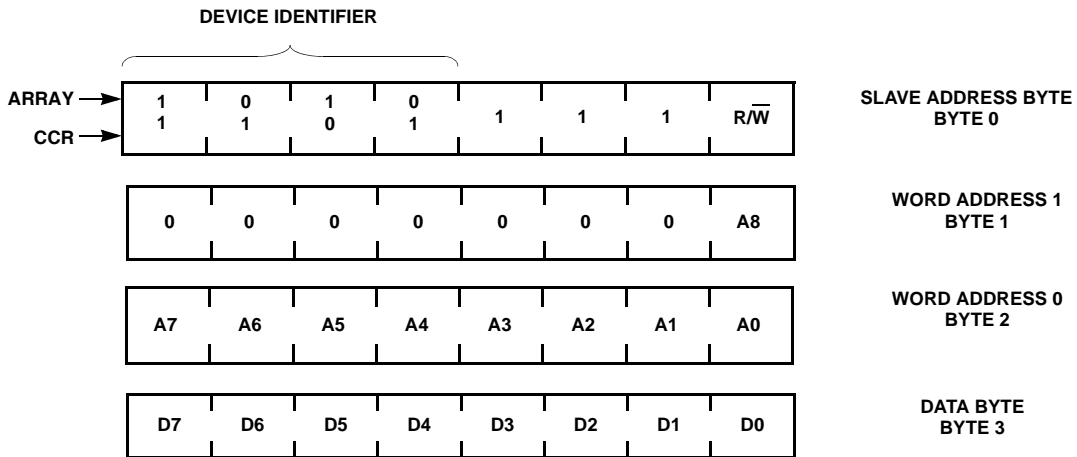 DEVICE IDENTIFIER
ARRAY
CCR
1 0 1 0
1 1 0 1
1 1 1 R/W̅
SLAVE ADDRESS BYTE
BYTE 0
0 0 0 0 0 0 0 A8
WORD ADDRESS 1
BYTE 1
A7 A6 A5 A4 A3 A2 A1 A0
WORD ADDRESS 0
BYTE 2
D7 D6 D5 D4 D3 D2 D1 D0
DATA BYTE
BYTE 3